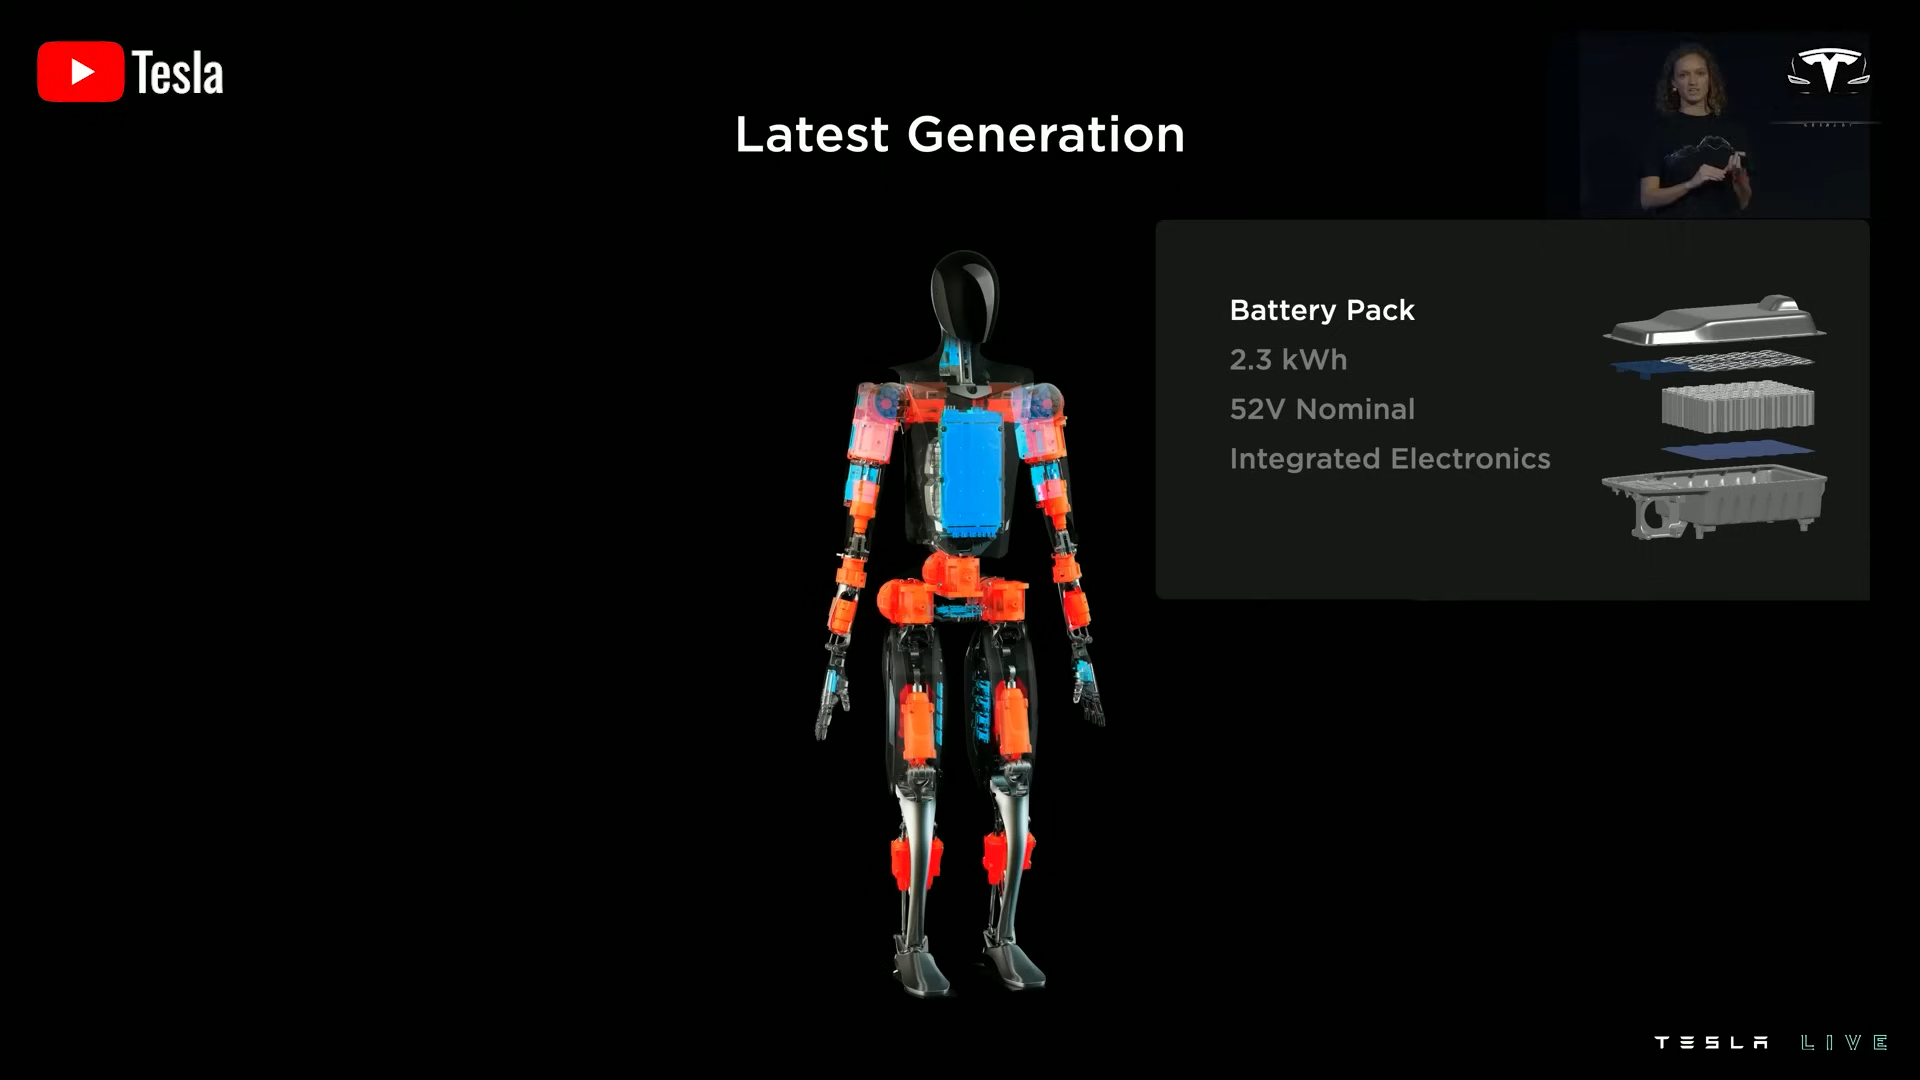 Tesla
Latest Generation
Battery Pack
2.3 kWh
52V Nominal
Integrated Electronics
TESLA LIVE